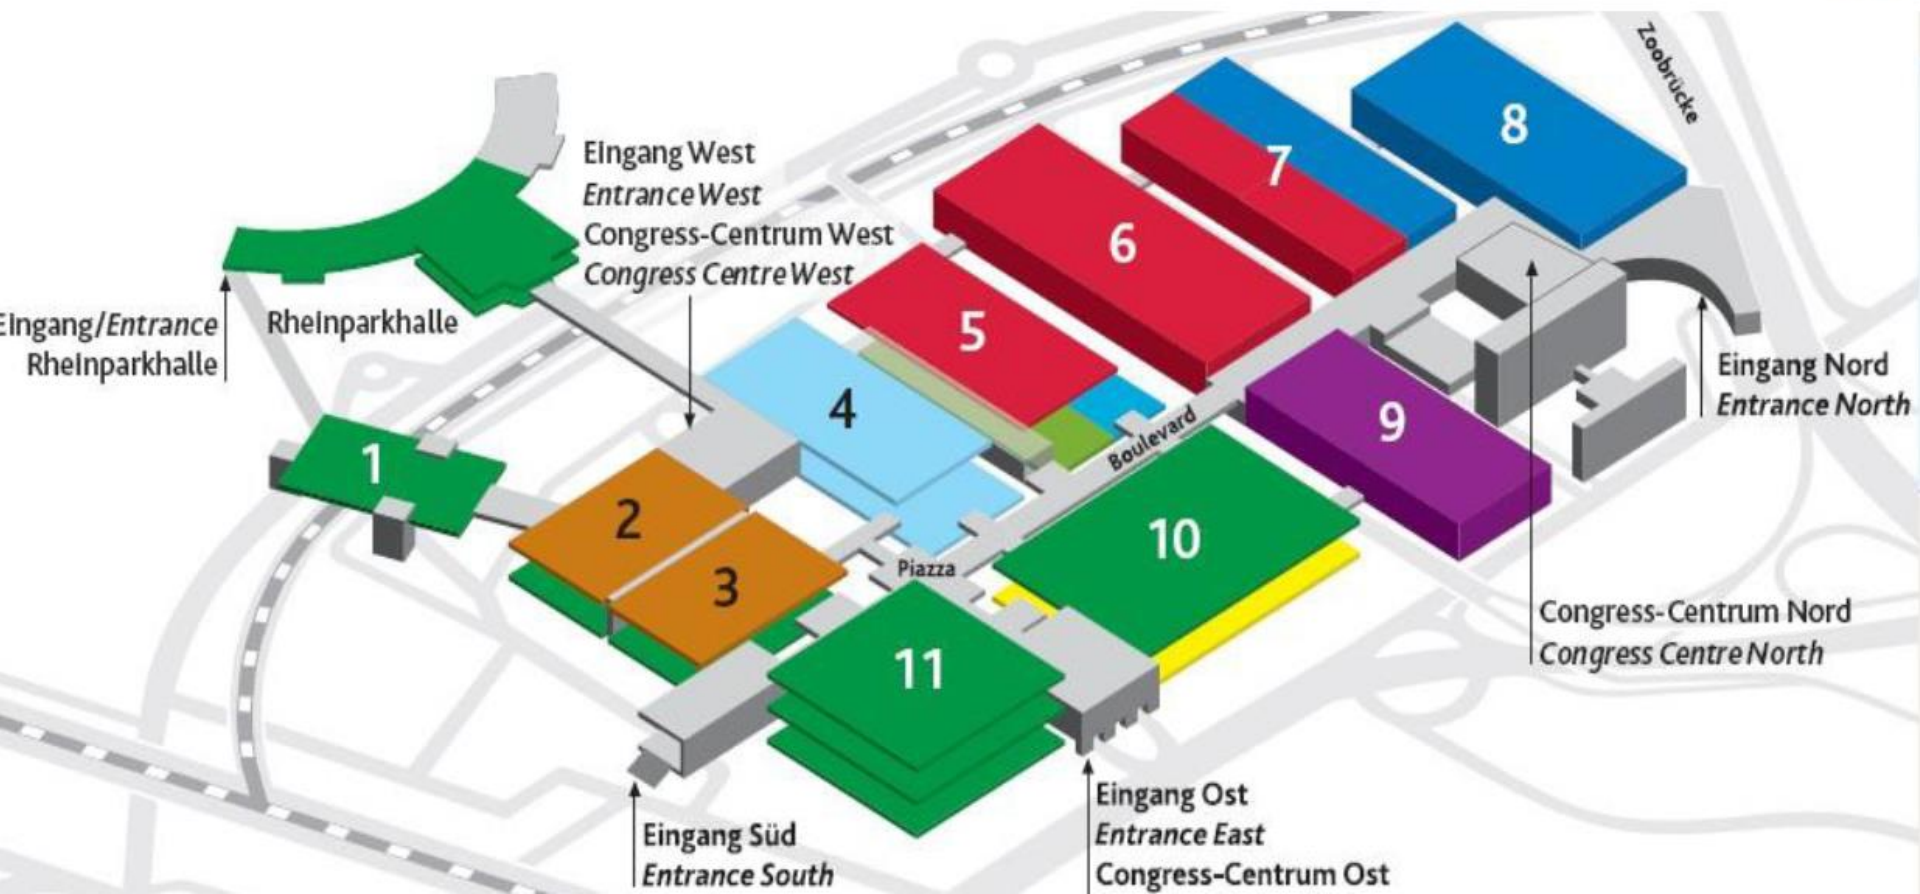 Zoobrücke
8
7
6
5
4
9
10
11
1
2
3
Eingang West
Entrance West
Congress-Centrum West
Congress Centre West
Eingang/Entrance
Rheinparkhalle
Rheinparkhalle
Boulevard
Piazza
Eingang Nord
Entrance North
Congress-Centrum Nord
Congress Centre North
Eingang Süd
Entrance South
Eingang Ost
Entrance East
Congress-Centrum Ost